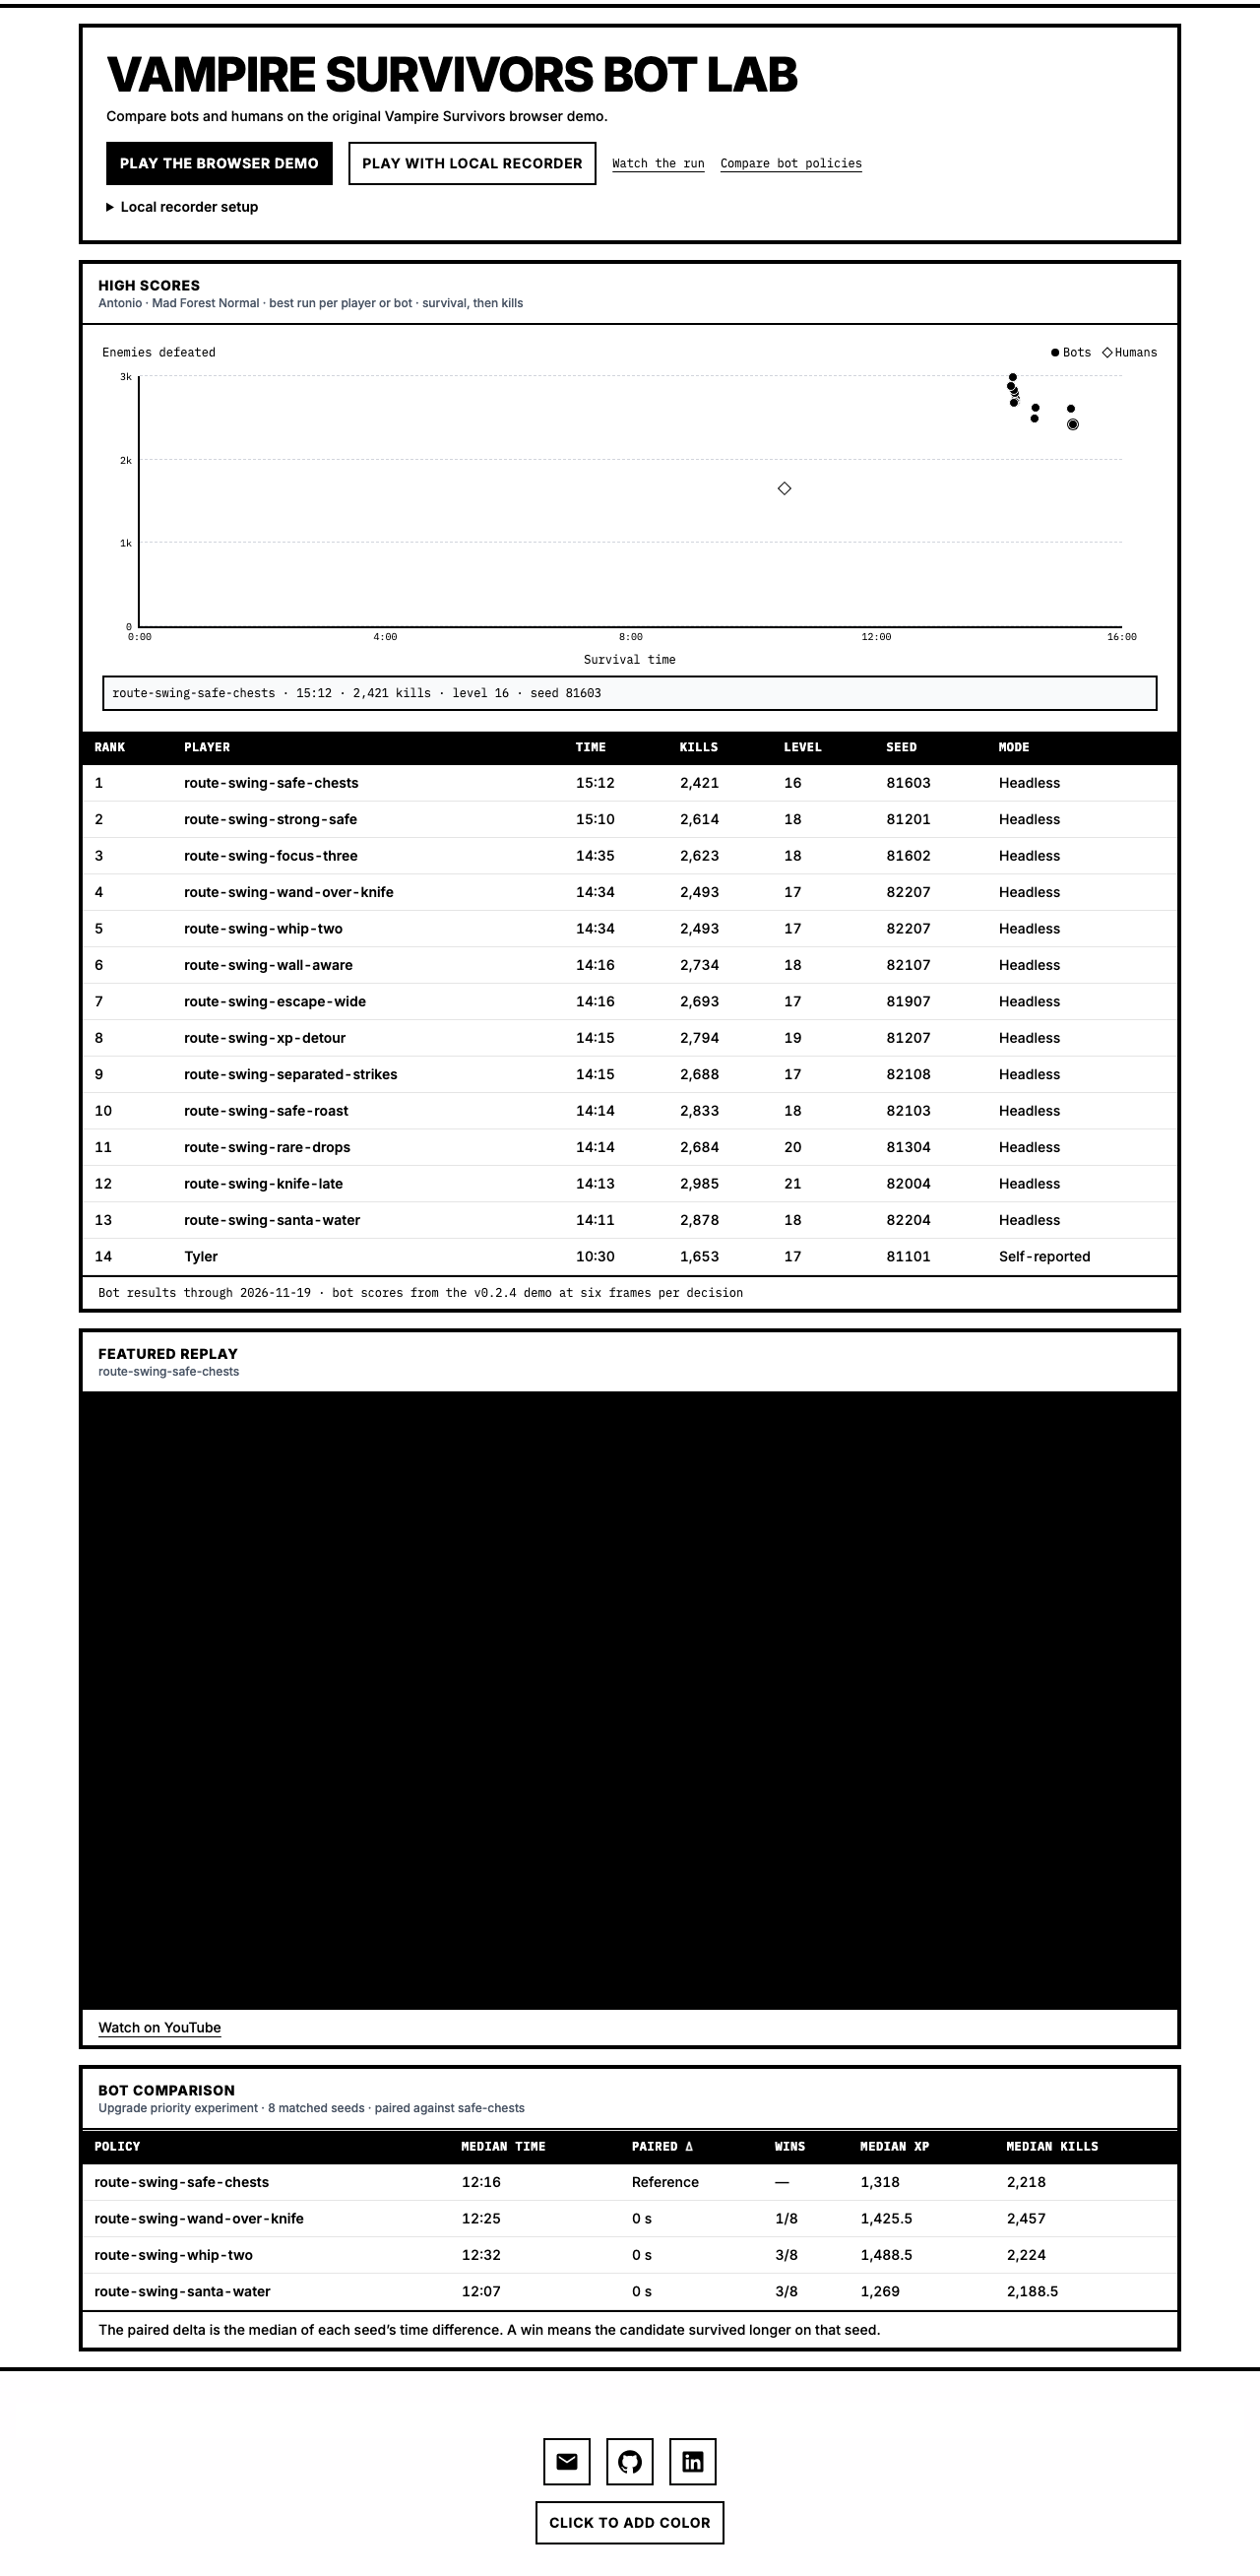 VAMPIRE SURVIVORS BOT LAB
Compare bots and humans on the original Vampire Survivors browser demo.
PLAY THE BROWSER DEMO PLAY WITH LOCAL RECORDER Watch the run Compare bot policies
▶ Local recorder setup
HIGH SCORES
Antonio · Mad Forest Normal · best run per player or bot · survival, then kills
Enemies defeated Bots Humans
3k
2k
1k
0
0:00 4:00 8:00 12:00 16:00
Survival time
route-swing-safe-chests · 15:12 · 2,421 kills · level 16 · seed 81603
RANK PLAYER TIME KILLS LEVEL SEED MODE
1 route-swing-safe-chests 15:12 2,421 16 81603 Headless
2 route-swing-strong-safe 15:10 2,614 18 81201 Headless
3 route-swing-focus-three 14:35 2,623 18 81602 Headless
4 route-swing-wand-over-knife 14:34 2,493 17 82207 Headless
5 route-swing-whip-two 14:34 2,493 17 82207 Headless
6 route-swing-wall-aware 14:16 2,734 18 82107 Headless
7 route-swing-escape-wide 14:16 2,693 17 81907 Headless
8 route-swing-xp-detour 14:15 2,794 19 81207 Headless
9 route-swing-separated-strikes 14:15 2,688 17 82108 Headless
10 route-swing-safe-roast 14:14 2,833 18 82103 Headless
11 route-swing-rare-drops 14:14 2,684 20 81304 Headless
12 route-swing-knife-late 14:13 2,985 21 82004 Headless
13 route-swing-santa-water 14:11 2,878 18 82204 Headless
14 Tyler 10:30 1,653 17 81101 Self-reported
Bot results through 2026-11-19 · bot scores from the v0.2.4 demo at six frames per decision
FEATURED REPLAY
route-swing-safe-chests
Watch on YouTube
BOT COMPARISON
Upgrade priority experiment · 8 matched seeds · paired against safe-chests
POLICY MEDIAN TIME PAIRED Δ WINS MEDIAN XP MEDIAN KILLS
route-swing-safe-chests 12:16 Reference — 1,318 2,218
route-swing-wand-over-knife 12:25 0 s 1/8 1,425.5 2,457
route-swing-whip-two 12:32 0 s 3/8 1,488.5 2,224
route-swing-santa-water 12:07 0 s 3/8 1,269 2,188.5
The paired delta is the median of each seed’s time difference. A win means the candidate survived longer on that seed.
in
CLICK TO ADD COLOR